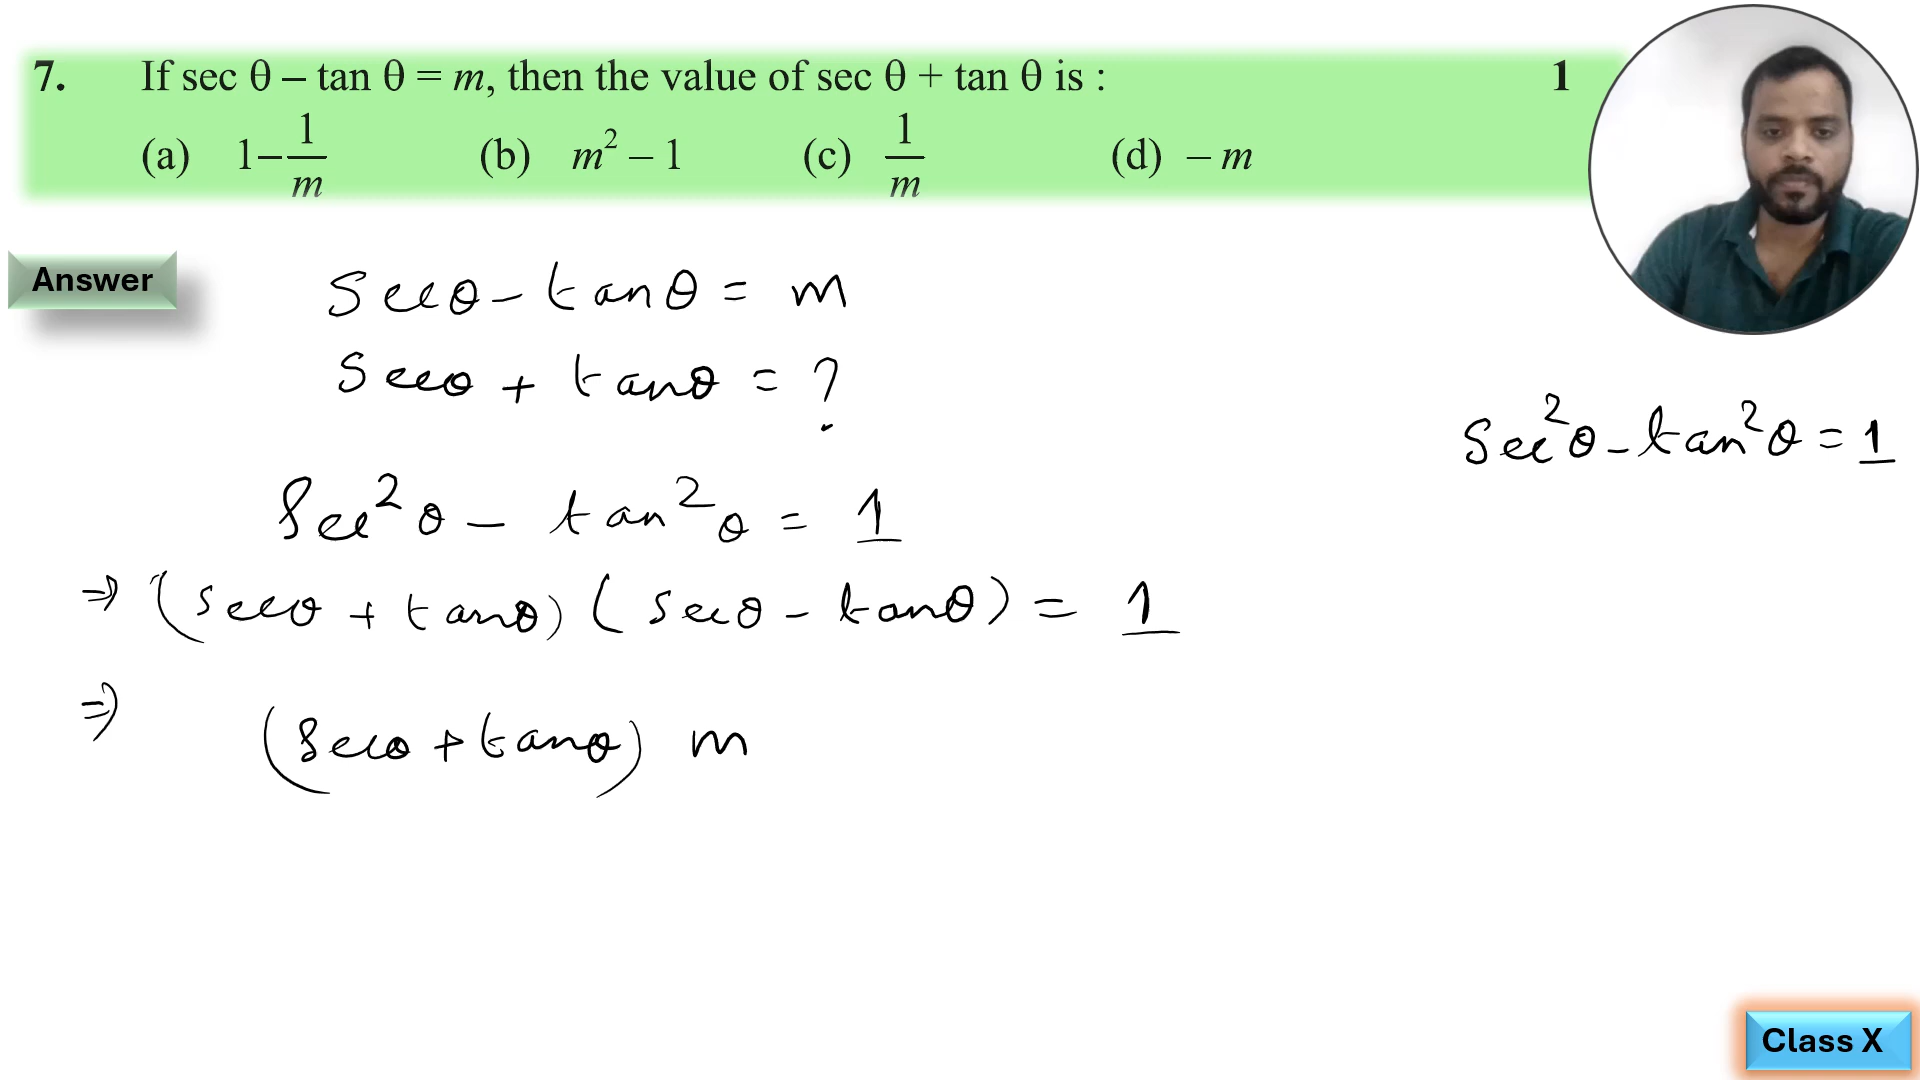 7. If sec θ – tan θ = m, then the value of sec θ + tan θ is : 1
(a) 1–1/m (b) m² – 1 (c) 1/m (d) – m
Answer
secθ – tanθ = m
secθ + tanθ = ?
sec²θ – tan²θ = 1
sec²θ – tan²θ = 1
⇒ (secθ + tanθ) (secθ – tanθ) = 1
⇒ (secθ + tanθ) m
Class X